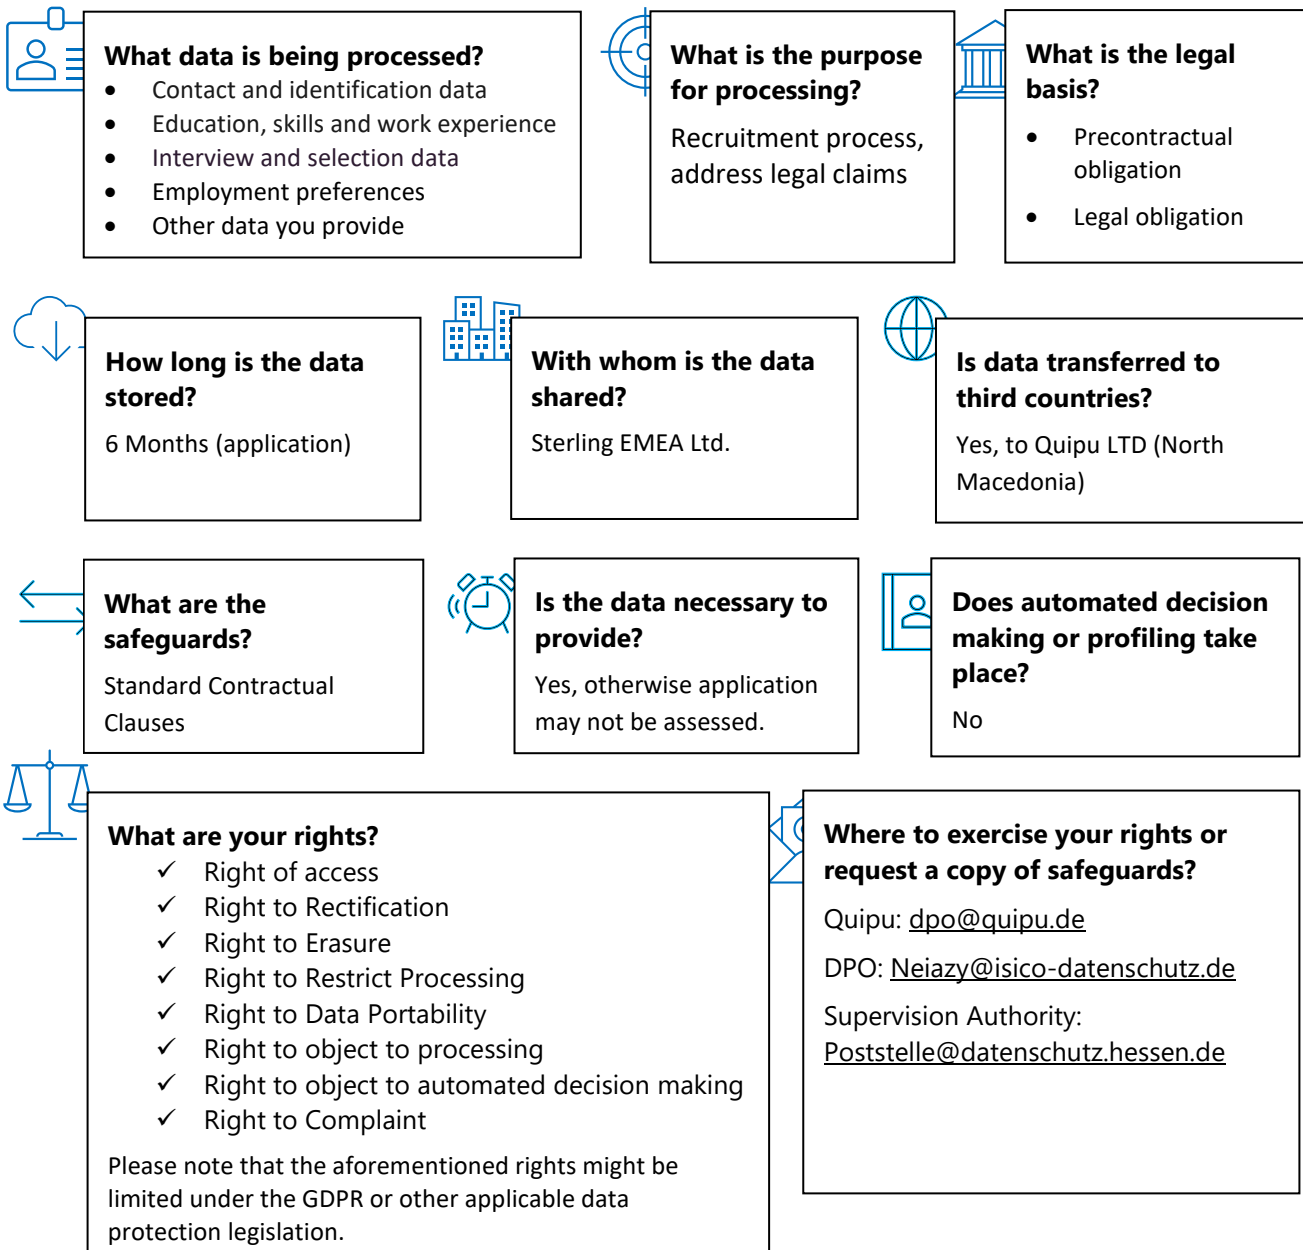 What data is being processed?
• Contact and identification data
• Education, skills and work experience
• Interview and selection data
• Employment preferences
• Other data you provide
What is the purpose
for processing?
Recruitment process,
address legal claims
What is the legal
basis?
• Precontractual
obligation
• Legal obligation
How long is the data
stored?
6 Months (application)
With whom is the data
shared?
Sterling EMEA Ltd.
Is data transferred to
third countries?
Yes, to Quipu LTD (North
Macedonia)
What are the
safeguards?
Standard Contractual
Clauses
Is the data necessary to
provide?
Yes, otherwise application
may not be assessed.
Does automated decision
making or profiling take
place?
No
What are your rights?
✓ Right of access
✓ Right to Rectification
✓ Right to Erasure
✓ Right to Restrict Processing
✓ Right to Data Portability
✓ Right to object to processing
✓ Right to object to automated decision making
✓ Right to Complaint
Please note that the aforementioned rights might be
limited under the GDPR or other applicable data
protection legislation.
Where to exercise your rights or
request a copy of safeguards?
Quipu: dpo@quipu.de
DPO: Neiazy@isico-datenschutz.de
Supervision Authority:
Poststelle@datenschutz.hessen.de